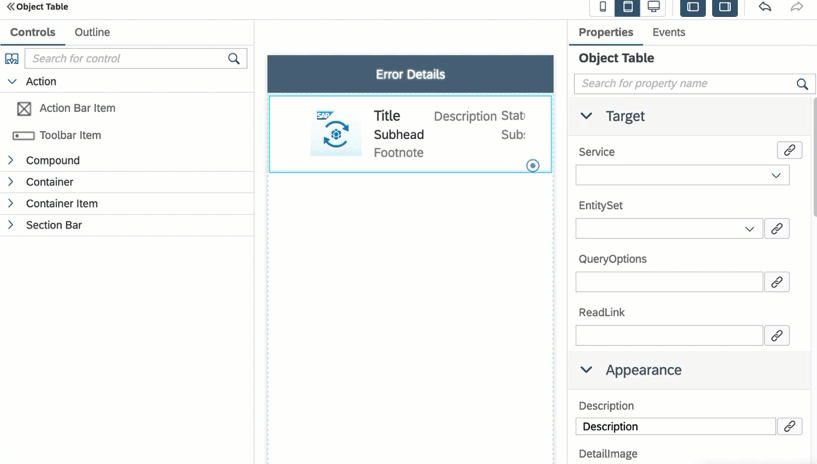 Object Table
Controls
Outline
Search for control
Action
Action Bar Item
Toolbar Item
Compound
Container
Container Item
Section Bar
Error Details
SAP
Title
Subhead
Footnote
Description
Properties
Events
Object Table
Search for property name
Target
Service
EntitySet
QueryOptions
ReadLink
Appearance
Description
Description
DetailImage